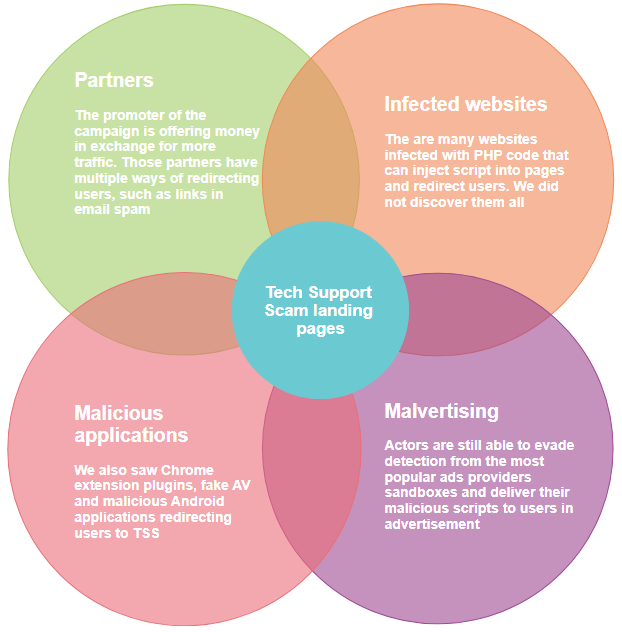 Partners
The promoter of the
campaign is offering money
in exchange for more
traffic. Those partners have
multiple ways of redirecting
users, such as links in
email spam
Infected websites
The are many websites
infected with PHP code that
can inject script into pages
and redirect users. We did
not discover them all
Tech Support
Scam landing
pages
Malicious
applications
We also saw Chrome
extension plugins, fake AV
and malicious Android
applications redirecting
users to TSS
Malvertising
Actors are still able to evade
detection from the most
popular ads providers
sandboxes and deliver their
malicious scripts to users in
advertisement